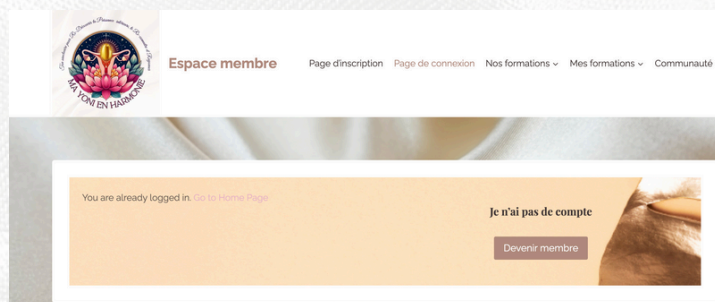 MA YONI EN HARMONIE
Espace membre
Page d'inscription Page de connexion Nos formations Mes formations Communauté
You are already logged in. Go to Home Page
Je n'ai pas de compte
Devenir membre